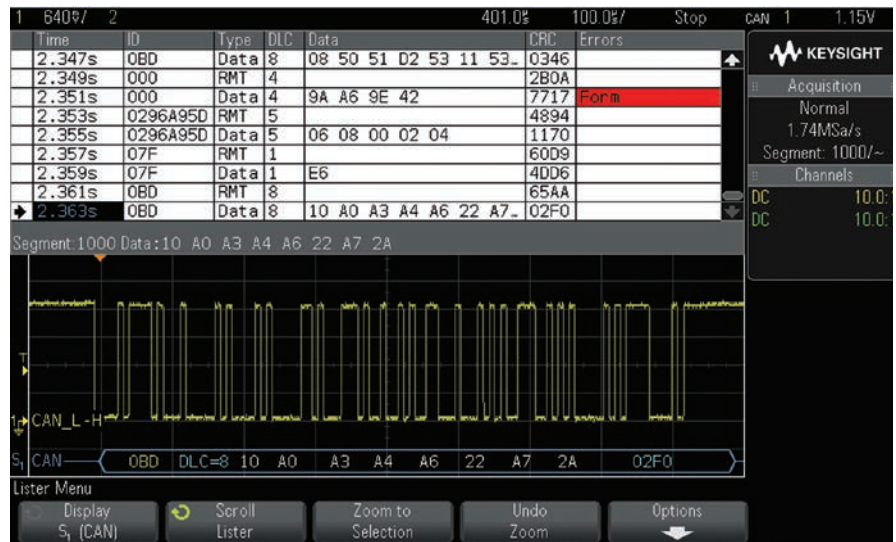 1 640♥/ 2 401.0s 100.0s/ Stop CAN 1 1.15V
Time ID Type DLC Data CRC Errors
2.347s 0BD Data 8 08 50 51 D2 53 11 53_ 0346
2.349s 000 RMT 4 2B0A
2.351s 000 Data 4 9A A6 9E 42 7717 Form
2.353s 0296A95D RMT 5 4894
2.355s 0296A95D Data 5 06 08 00 02 04 1170
2.357s 07F RMT 1 60D9
2.359s 07F Data 1 E6 4DD6
2.361s 0BD RMT 8 65AA
2.363s 0BD Data 8 10 A0 A3 A4 A6 22 A7_ 02F0
KEYSIGHT
Acquisition
Normal
1.74MSa/s
Segment: 1000/~
Channels
DC 10.0:
DC 10.0:
Segment:1000 Data:10 A0 A3 A4 A6 22 A7 2A
T
1 CAN_L-H
S1 CAN 0BD DLC=8 10 A0 A3 A4 A6 22 A7 2A 02F0
Lister Menu
Display
S1 (CAN)
Scroll
Lister
Zoom to
Selection
Undo
Zoom
Options